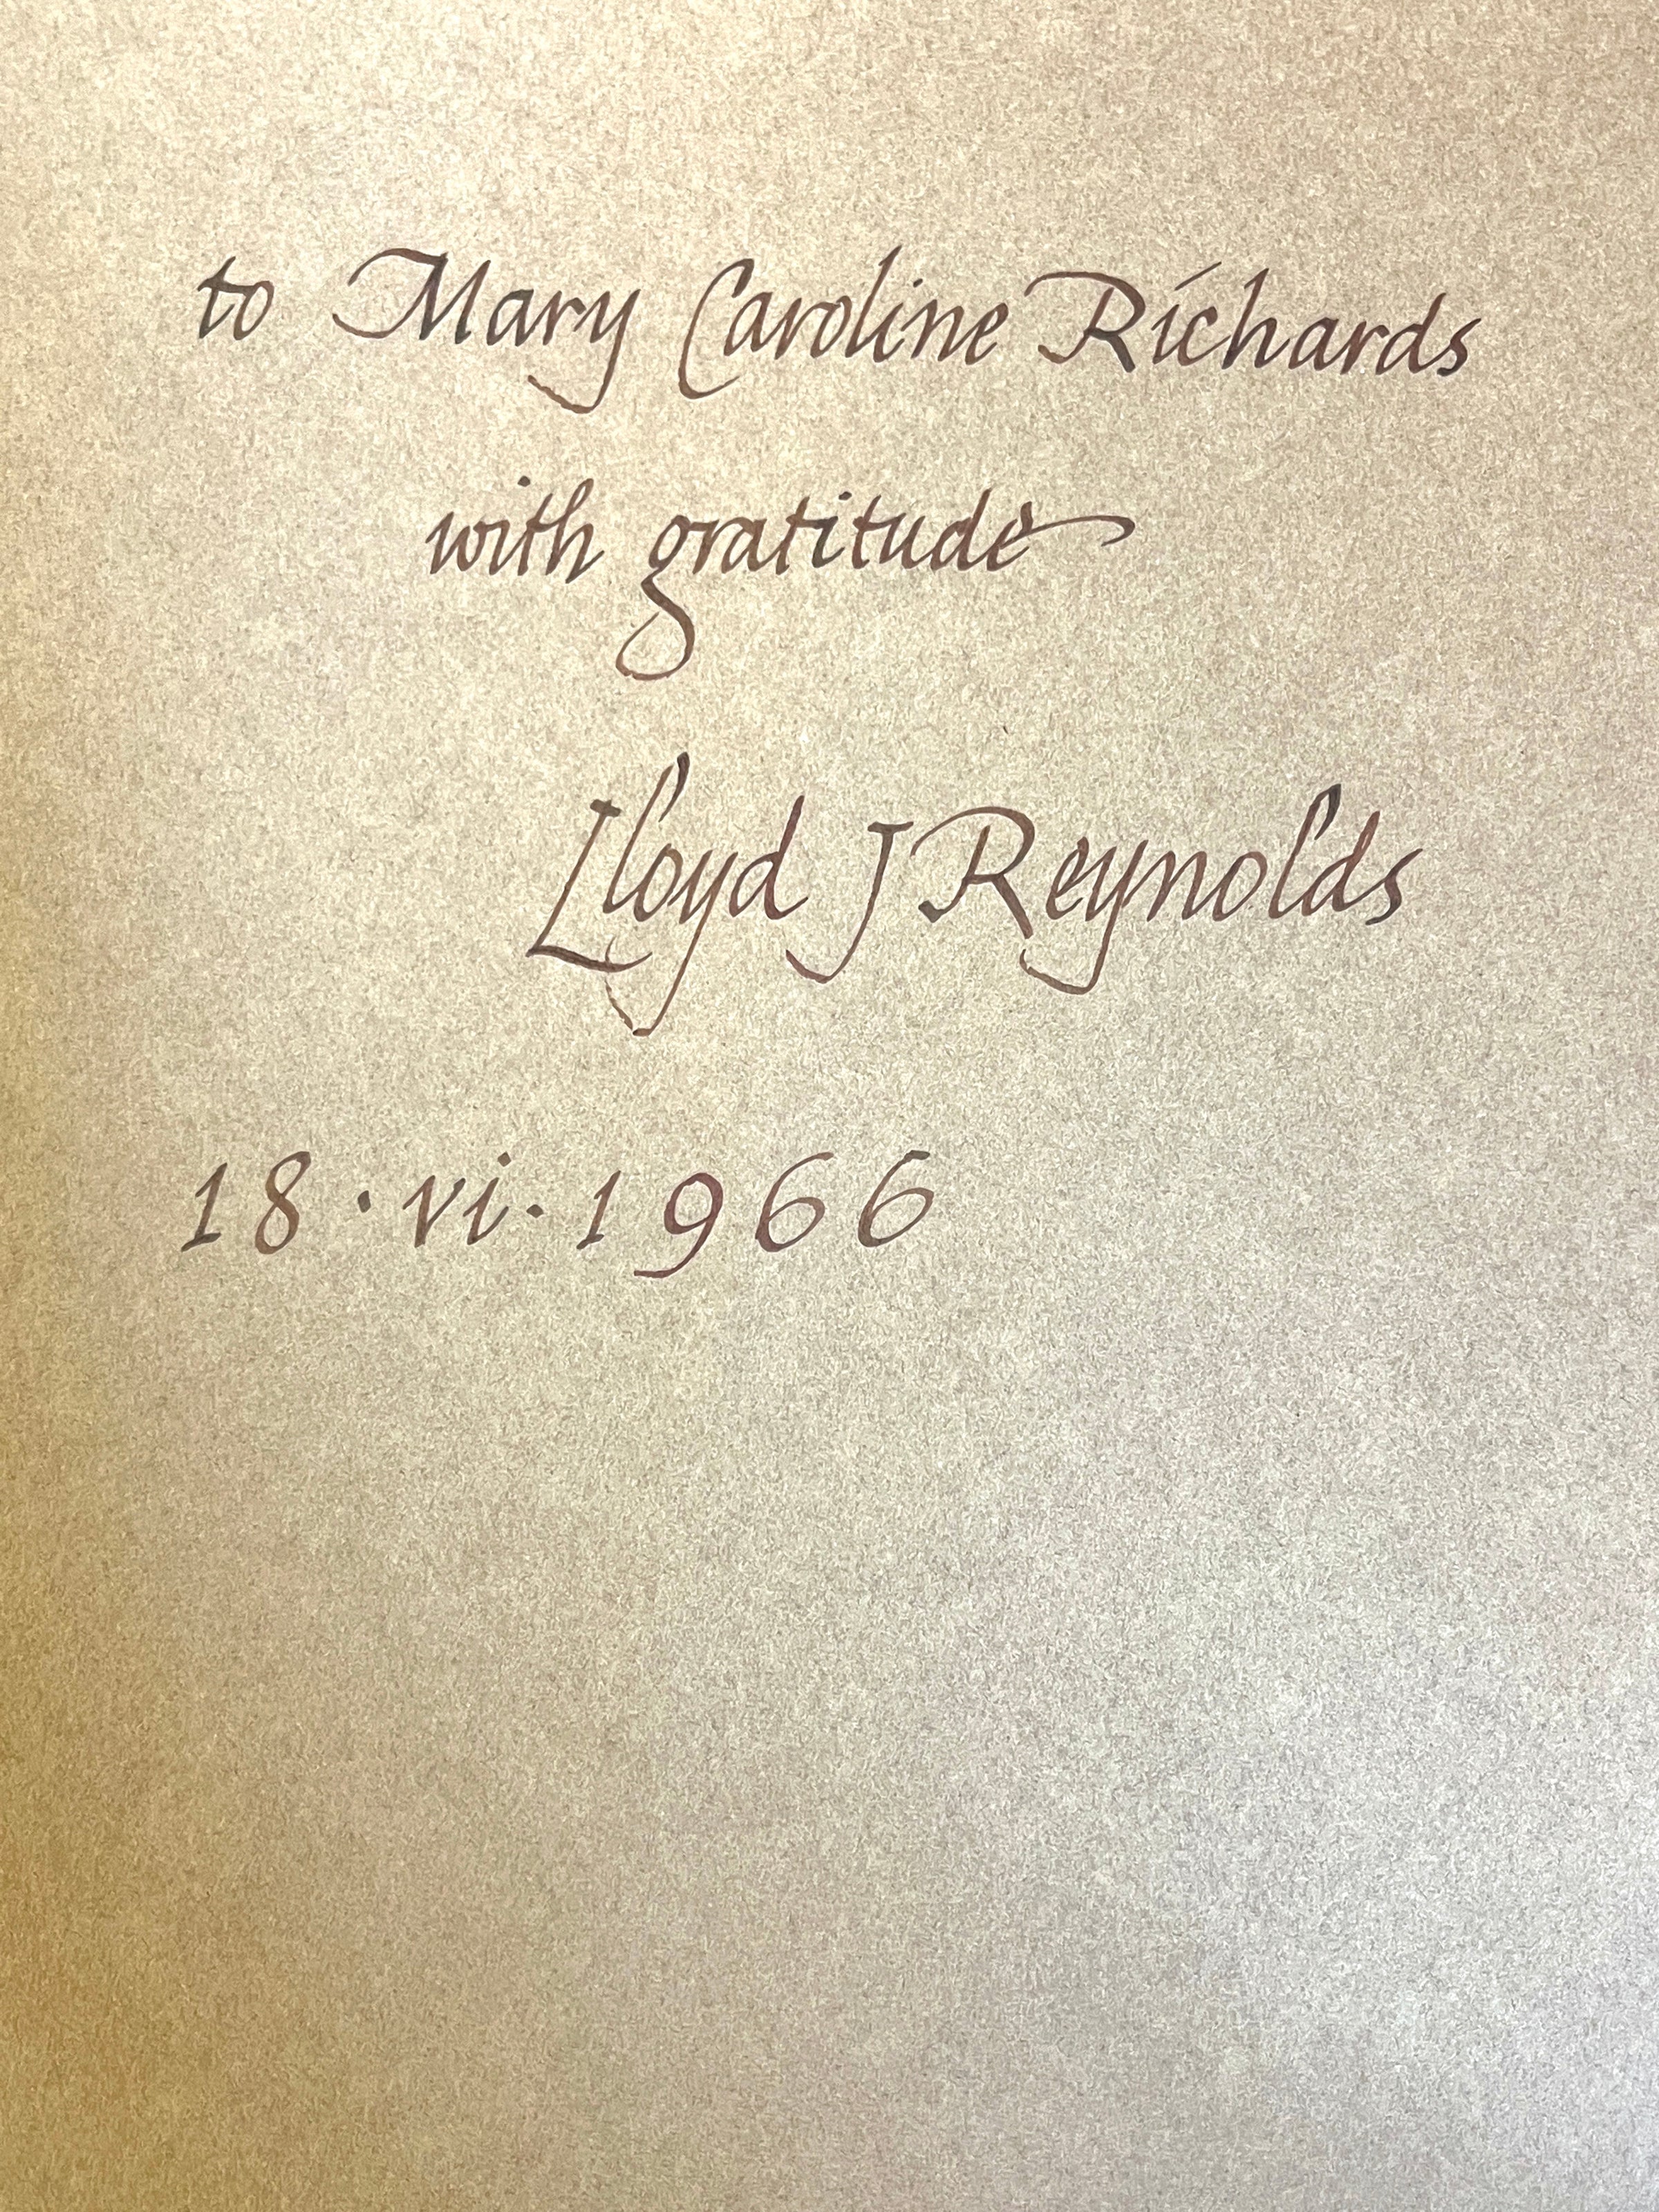 to Mary Caroline Richards
with gratitude
Lloyd J Reynolds
18 · vi · 1966